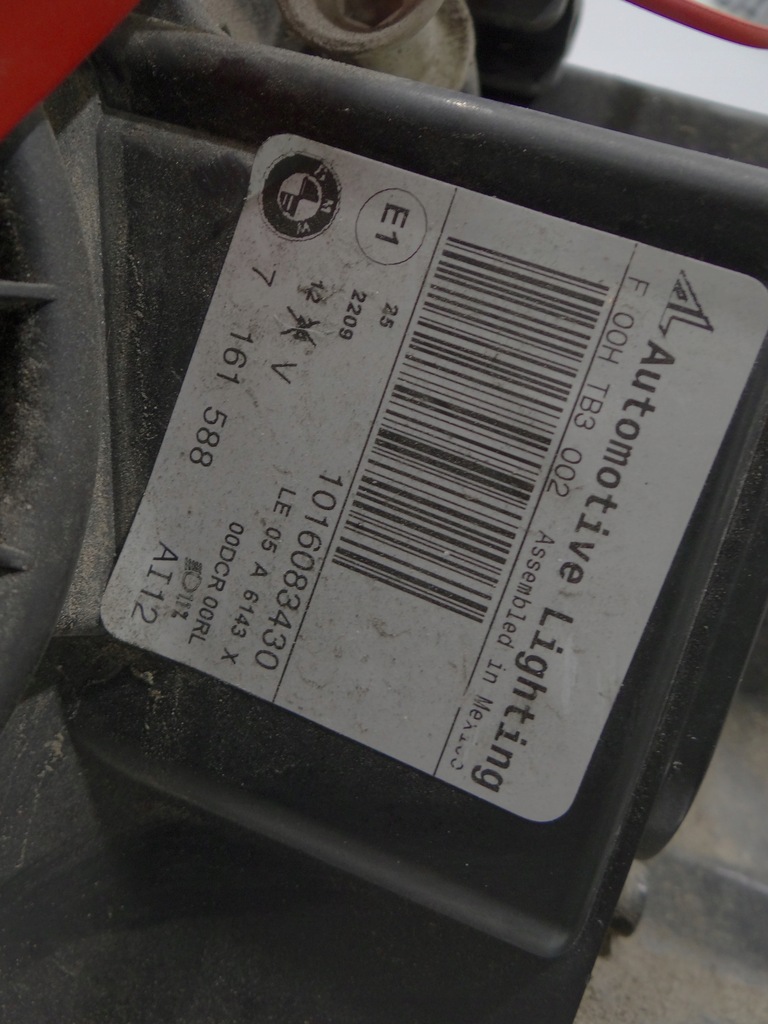 Automotive Lighting
F 00H TB3 002 Assembled in Mexico
1016083430
LE 05 A 6143 X
00DCR 00RL
AI12
E1
25
2209
12 V
7 161 588
BMW